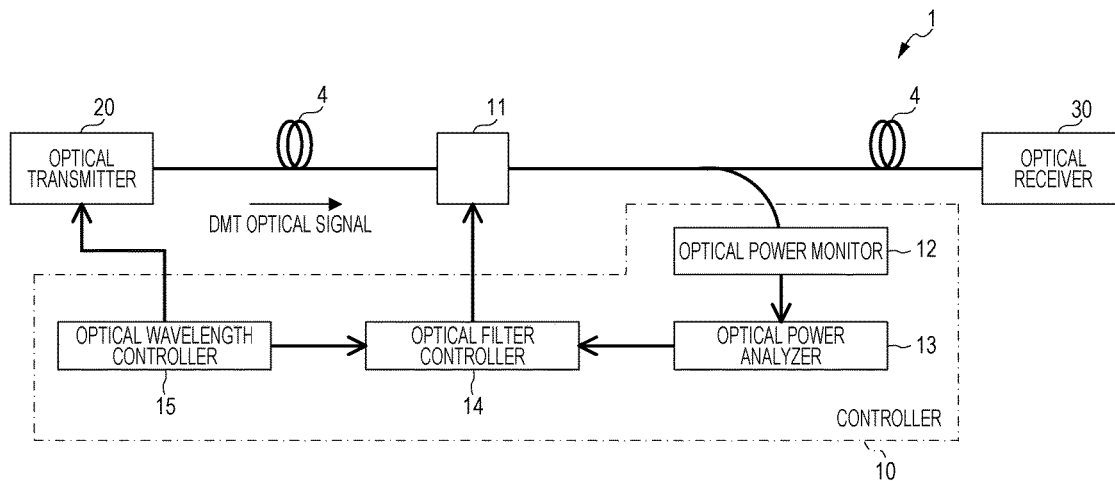 1
20
4
11
4
30
OPTICAL
TRANSMITTER
OPTICAL
RECEIVER
DMT OPTICAL SIGNAL
OPTICAL POWER MONITOR
12
OPTICAL WAVELENGTH
CONTROLLER
OPTICAL FILTER
CONTROLLER
OPTICAL POWER
ANALYZER
13
15
14
CONTROLLER
10